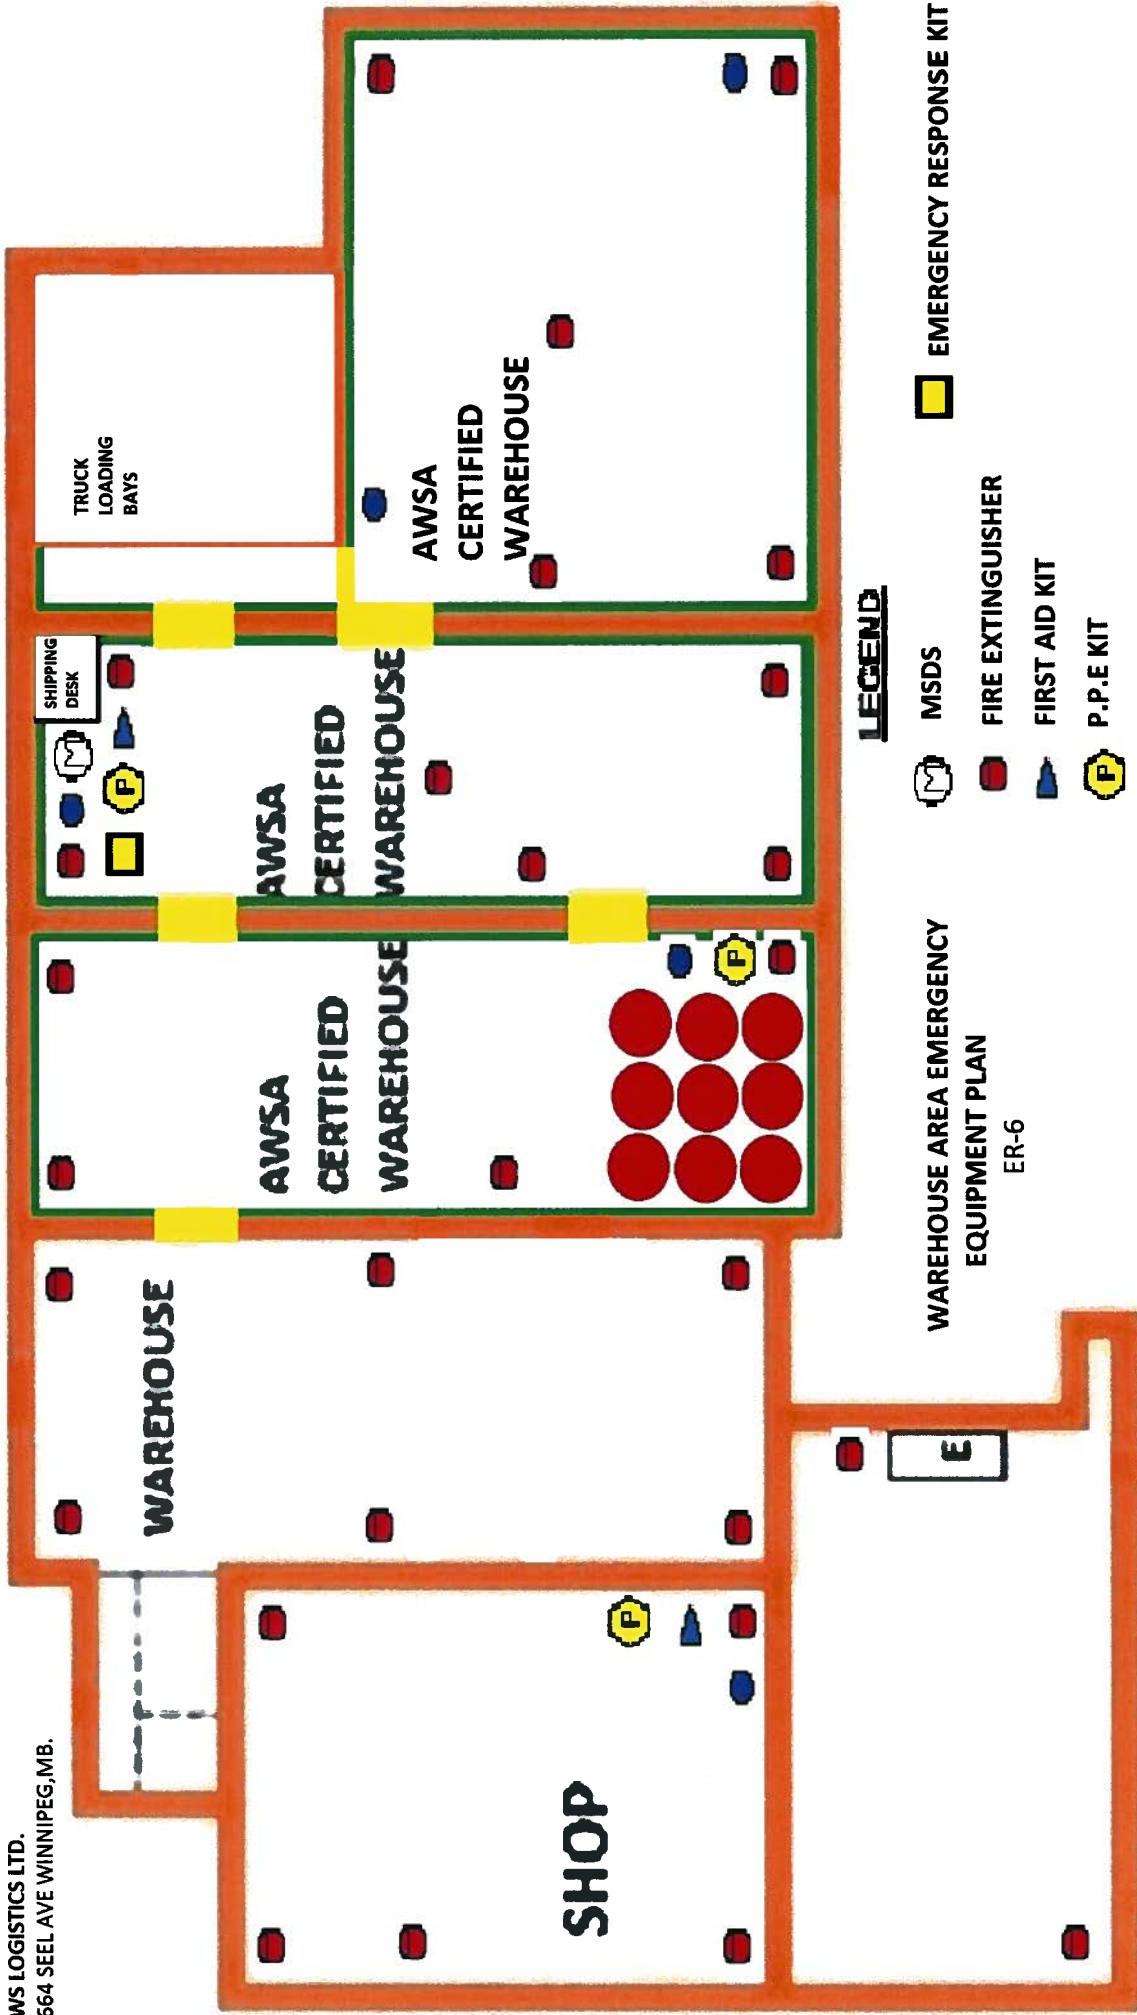 WS LOGISTICS LTD.
664 SEEL AVE WINNIPEG,MB.
SHOP
WAREHOUSE
AWSA
CERTIFIED
WAREHOUSE
AWSA
CERTIFIED
WAREHOUSE
SHIPPING
DESK
TRUCK
LOADING
BAYS
AWSA
CERTIFIED
WAREHOUSE
P
P
M
P
E
WAREHOUSE AREA EMERGENCY
EQUIPMENT PLAN
ER-6
LEGEND
M MSDS
FIRE EXTINGUISHER
FIRST AID KIT
P P.P.E KIT
EMERGENCY RESPONSE KIT